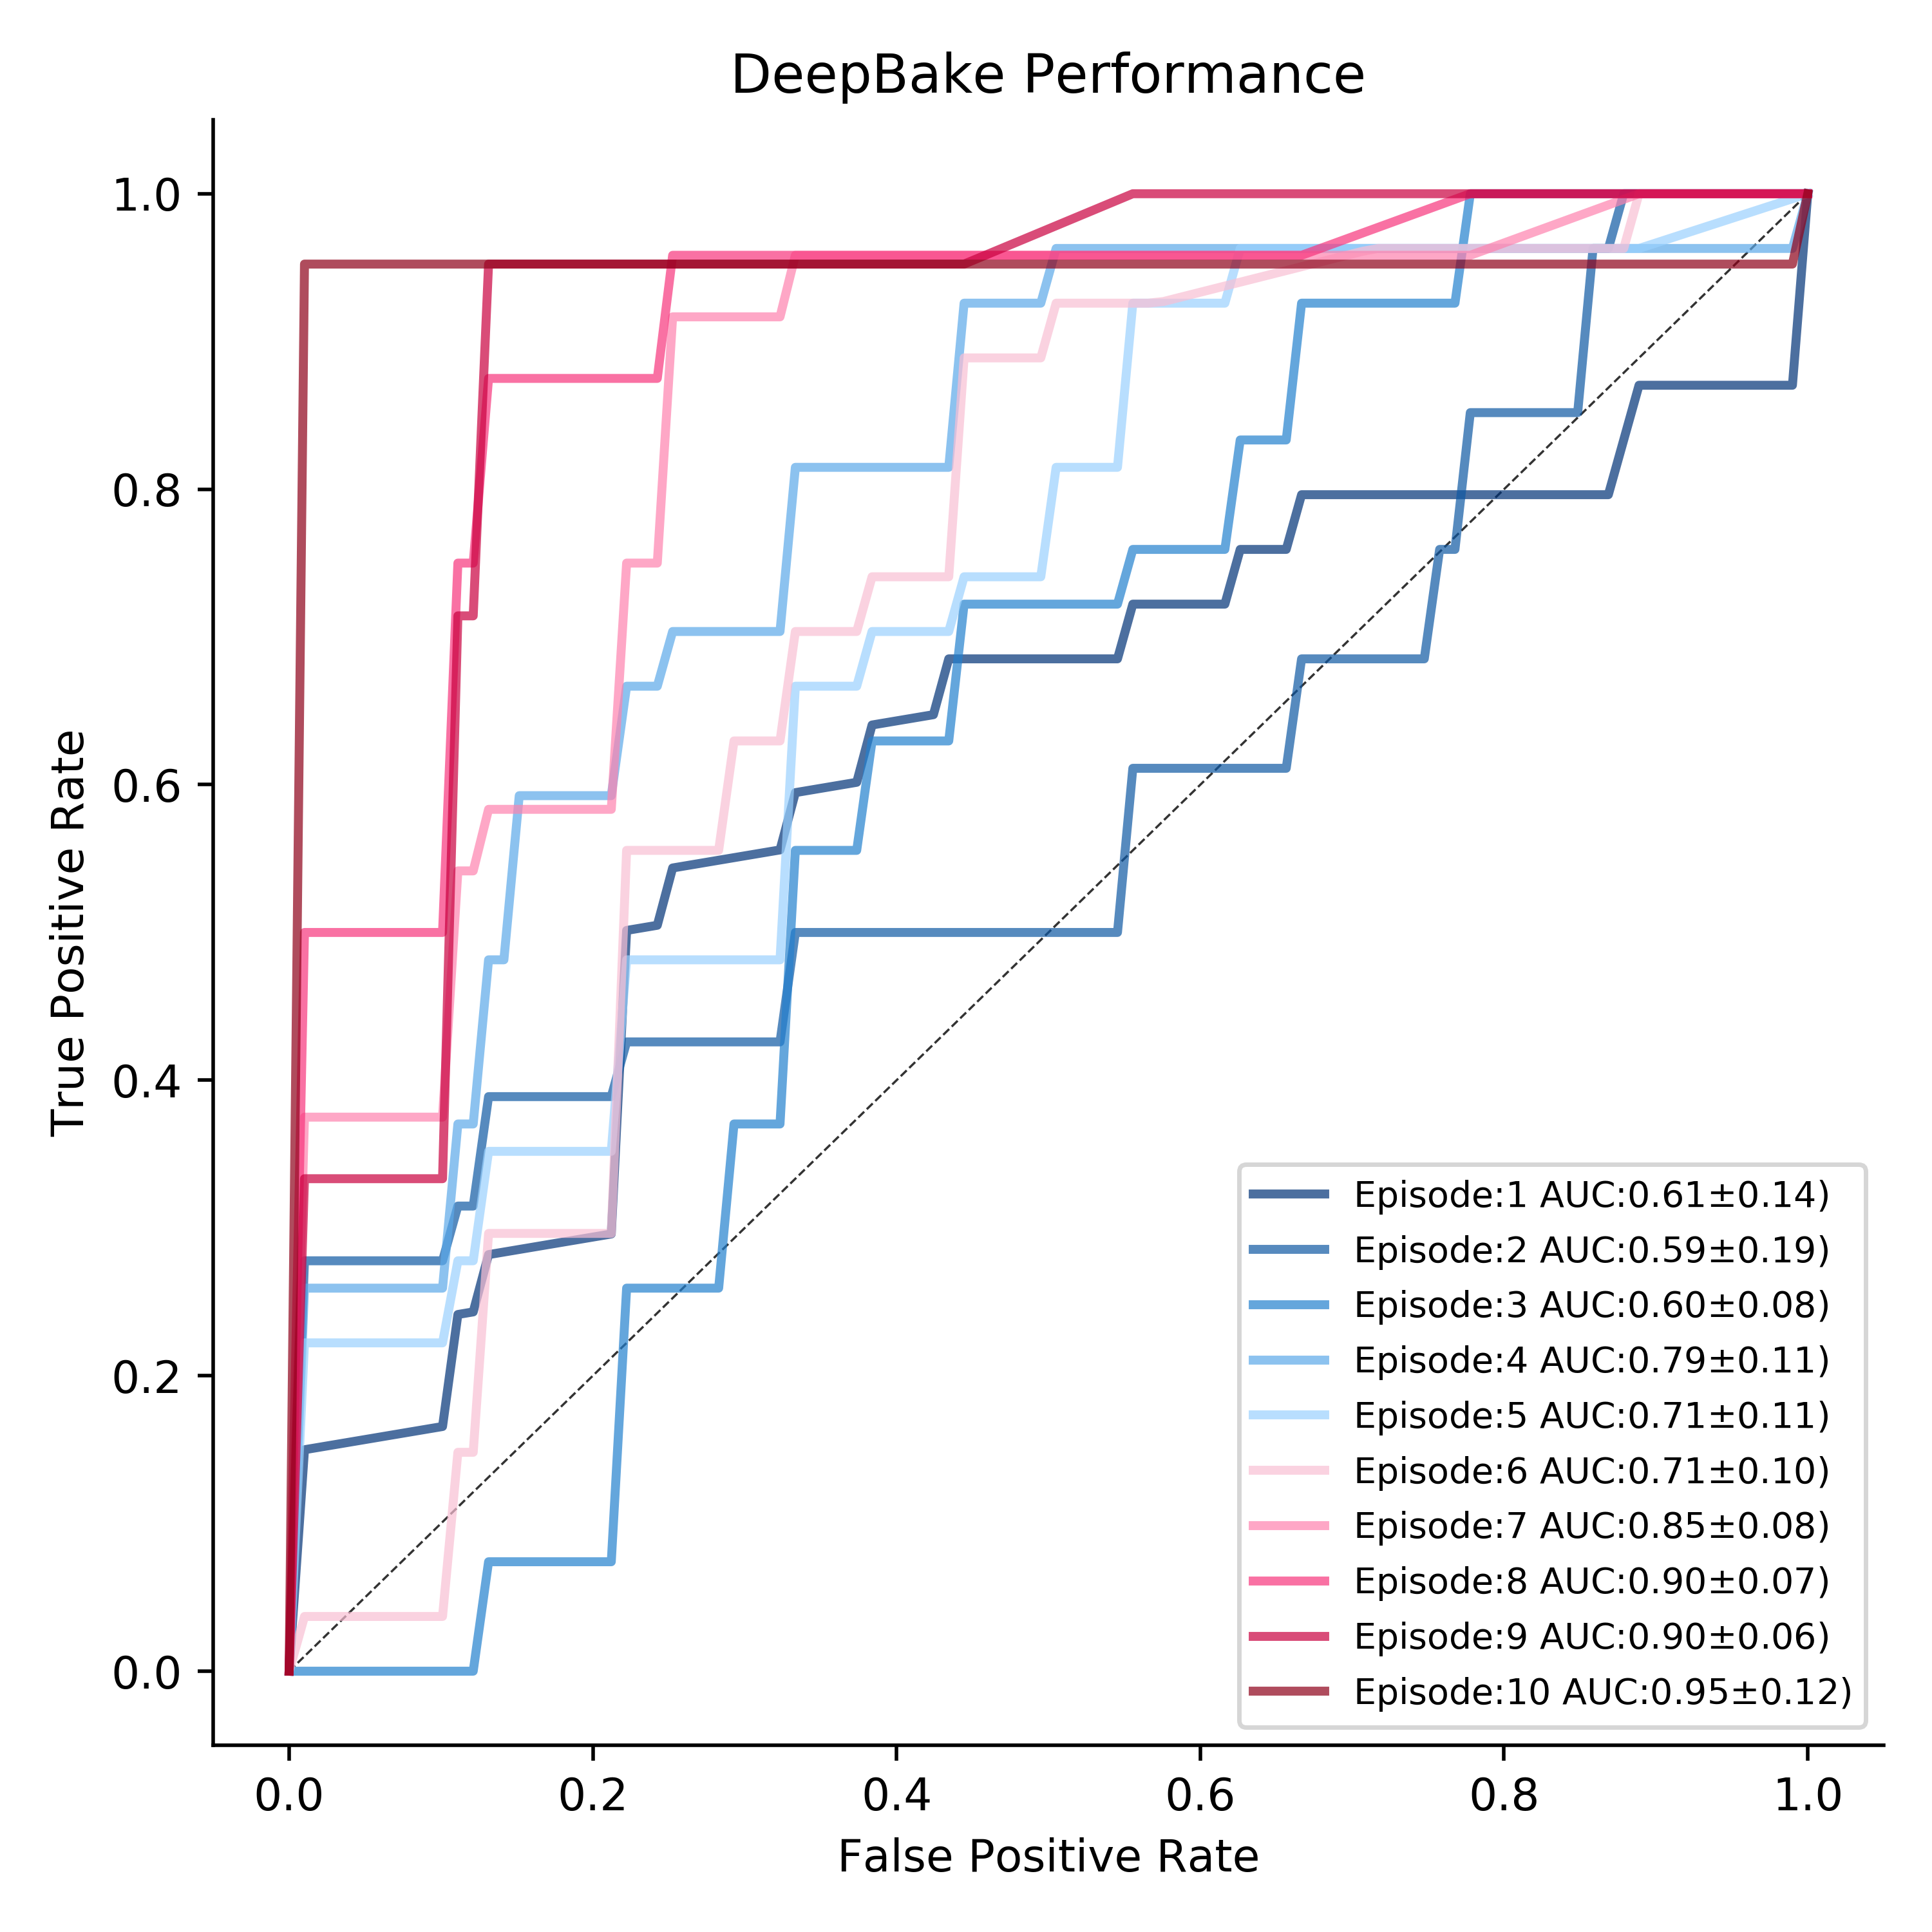 DeepBake Performance
True Positive Rate
1.0
0.8
0.6
0.4
0.2
0.0
0.0 0.2 0.4 0.6 0.8 1.0
False Positive Rate
Episode:1 AUC:0.61±0.14)
Episode:2 AUC:0.59±0.19)
Episode:3 AUC:0.60±0.08)
Episode:4 AUC:0.79±0.11)
Episode:5 AUC:0.71±0.11)
Episode:6 AUC:0.71±0.10)
Episode:7 AUC:0.85±0.08)
Episode:8 AUC:0.90±0.07)
Episode:9 AUC:0.90±0.06)
Episode:10 AUC:0.95±0.12)